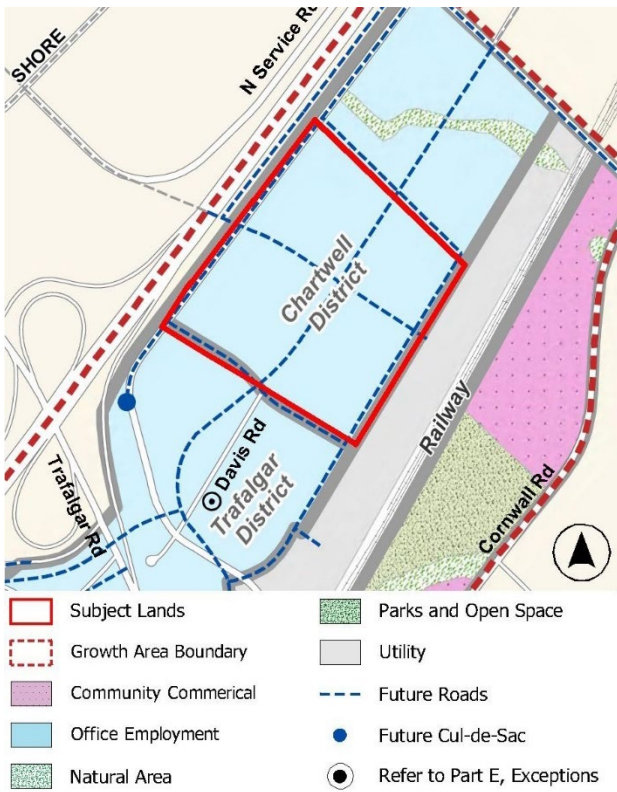 SHORE
N Service Rd
Chartwell
District
Railway
Davis Rd
Trafalgar
District
Trafalgar
Rd
Cornwall Rd
Subject Lands
Growth Area Boundary
Community Commerical
Office Employment
Natural Area
Parks and Open Space
Utility
Future Roads
Future Cul-de-Sac
Refer to Part E, Exceptions